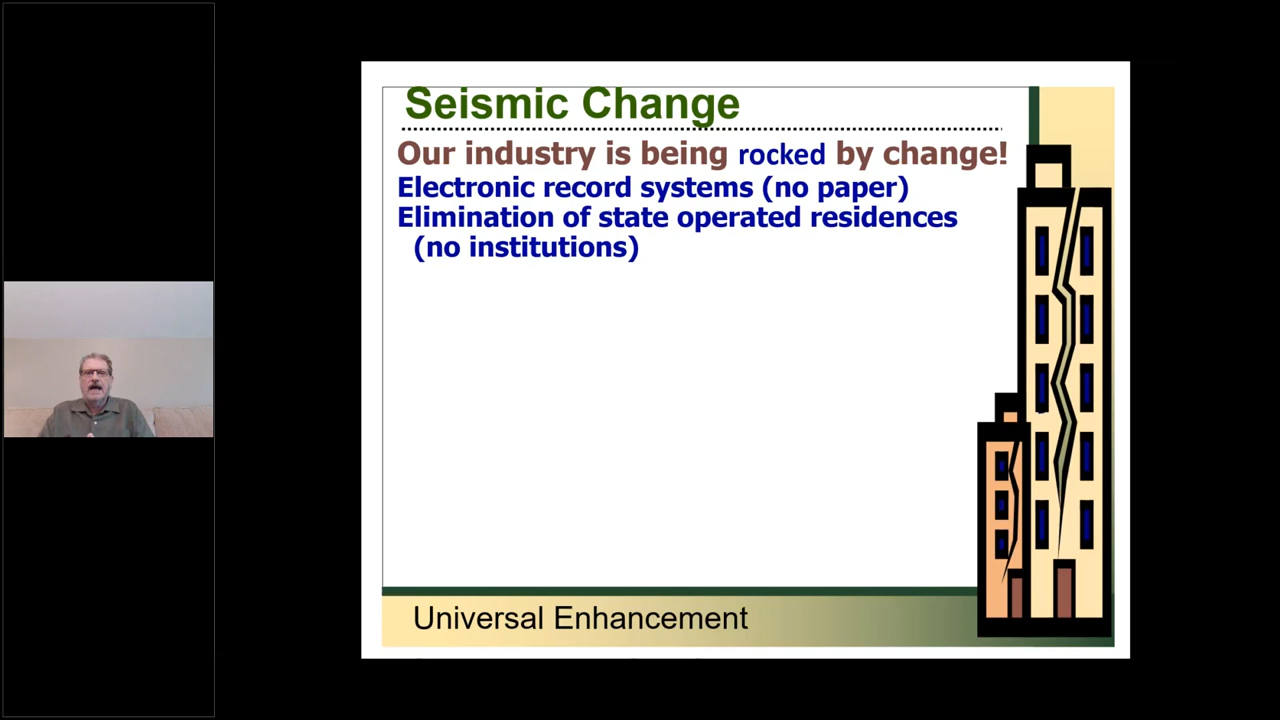 Seismic Change
Our industry is being rocked by change!
Electronic record systems (no paper)
Elimination of state operated residences
(no institutions)
Universal Enhancement